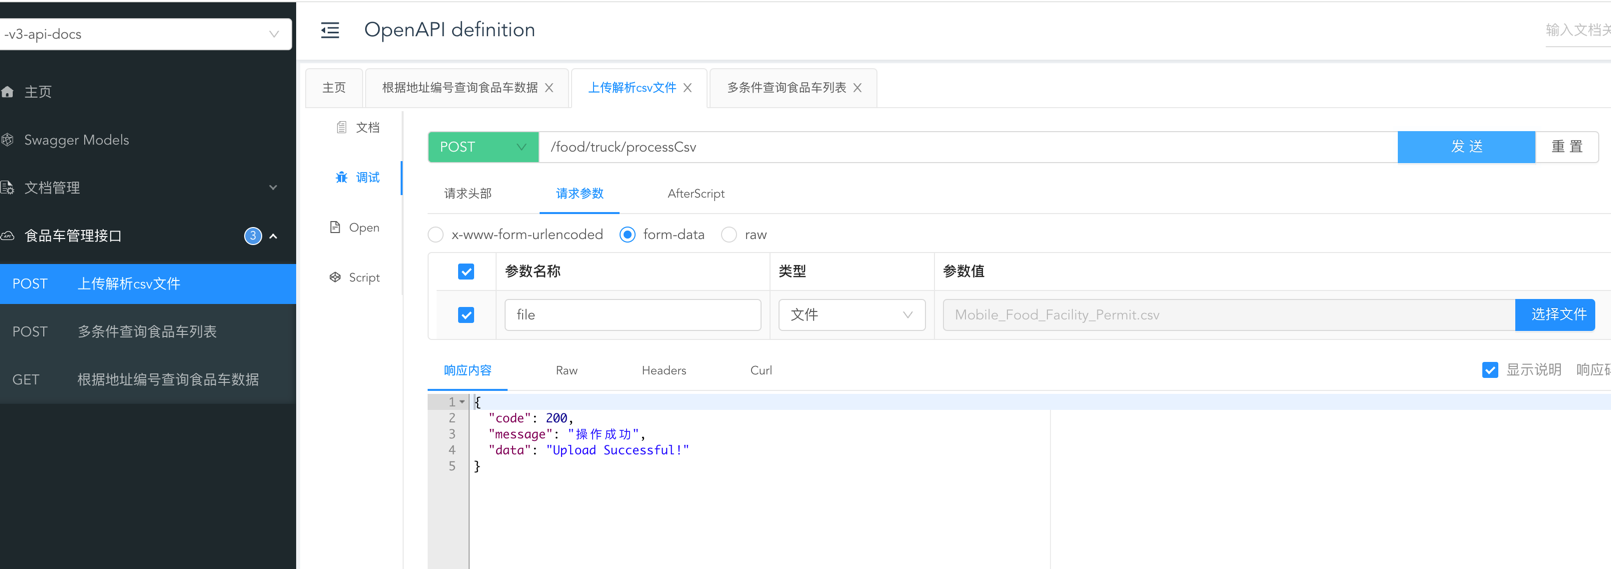 -v3-api-docs
主页
Swagger Models
文档管理
食品车管理接口 3
POST 上传解析csv文件
POST 多条件查询食品车列表
GET 根据地址编号查询食品车数据
OpenAPI definition
输入文档关
主页 根据地址编号查询食品车数据 上传解析csv文件 多条件查询食品车列表
文档
调试
Open
Script
POST /food/truck/processCsv 发 送 重 置
请求头部 请求参数 AfterScript
x-www-form-urlencoded form-data raw
参数名称 类型 参数值
file 文件 Mobile_Food_Facility_Permit.csv 选择文件
响应内容 Raw Headers Curl 显示说明 响应码
1 {
2 "code": 200,
3 "message": "操作成功",
4 "data": "Upload Successful!"
5 }